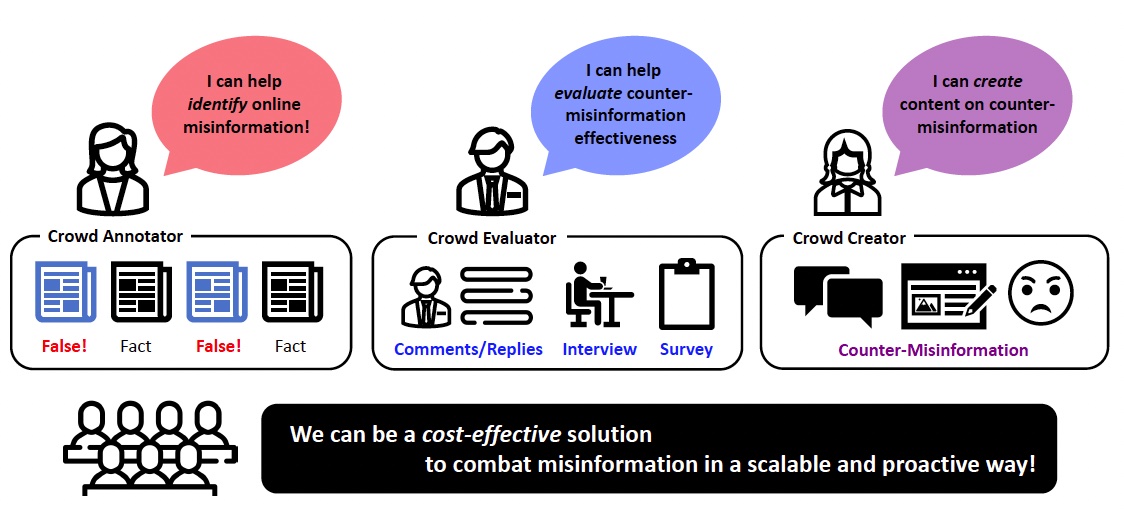 I can help
identify online
misinformation!
I can help
evaluate counter-
misinformation
effectiveness
I can create
content on counter-
misinformation
Crowd Annotator
False!
Fact
False!
Fact
Crowd Evaluator
Comments/Replies
Interview
Survey
Crowd Creator
Counter-Misinformation
We can be a cost-effective solution
to combat misinformation in a scalable and proactive way!